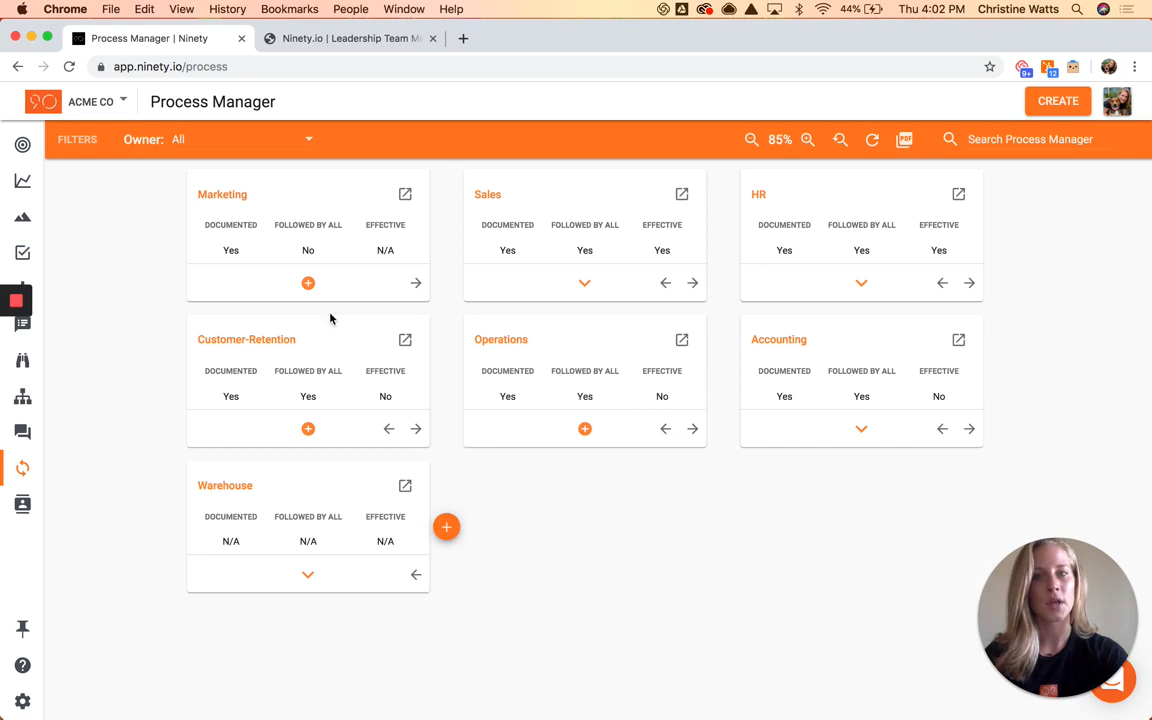 Chrome File Edit View History Bookmarks People Window Help 44% Thu 4:02 PM Christine Watts
Process Manager | Ninety Ninety.io | Leadership Team M
app.ninety.io/process 9+ 12
90 ACME CO Process Manager CREATE
FILTERS Owner: All 85% PDF Search Process Manager
Marketing Sales HR
DOCUMENTED FOLLOWED BY ALL EFFECTIVE DOCUMENTED FOLLOWED BY ALL EFFECTIVE DOCUMENTED FOLLOWED BY ALL EFFECTIVE
Yes No N/A Yes Yes Yes Yes Yes Yes
Customer-Retention Operations Accounting
DOCUMENTED FOLLOWED BY ALL EFFECTIVE DOCUMENTED FOLLOWED BY ALL EFFECTIVE DOCUMENTED FOLLOWED BY ALL EFFECTIVE
Yes Yes No Yes Yes No Yes Yes No
Warehouse
DOCUMENTED FOLLOWED BY ALL EFFECTIVE
N/A N/A N/A